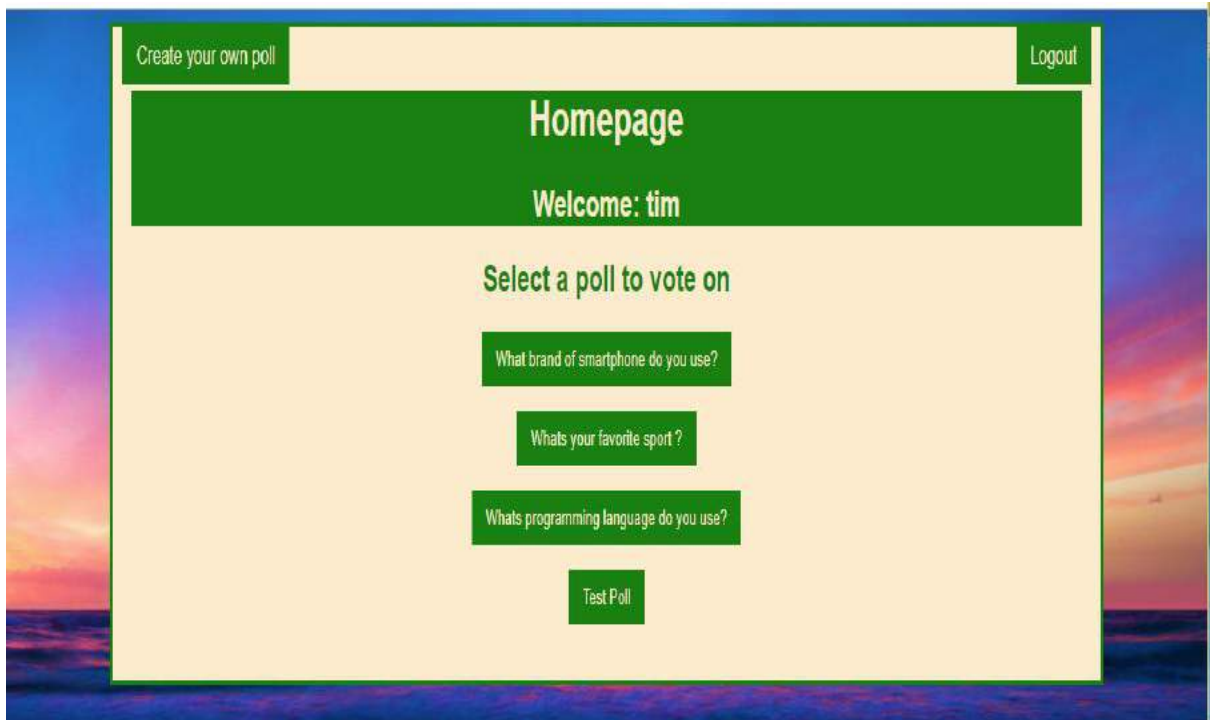 Create your own poll
Logout
Homepage
Welcome: tim
Select a poll to vote on
What brand of smartphone do you use?
Whats your favorite sport ?
Whats programming language do you use?
Test Poll